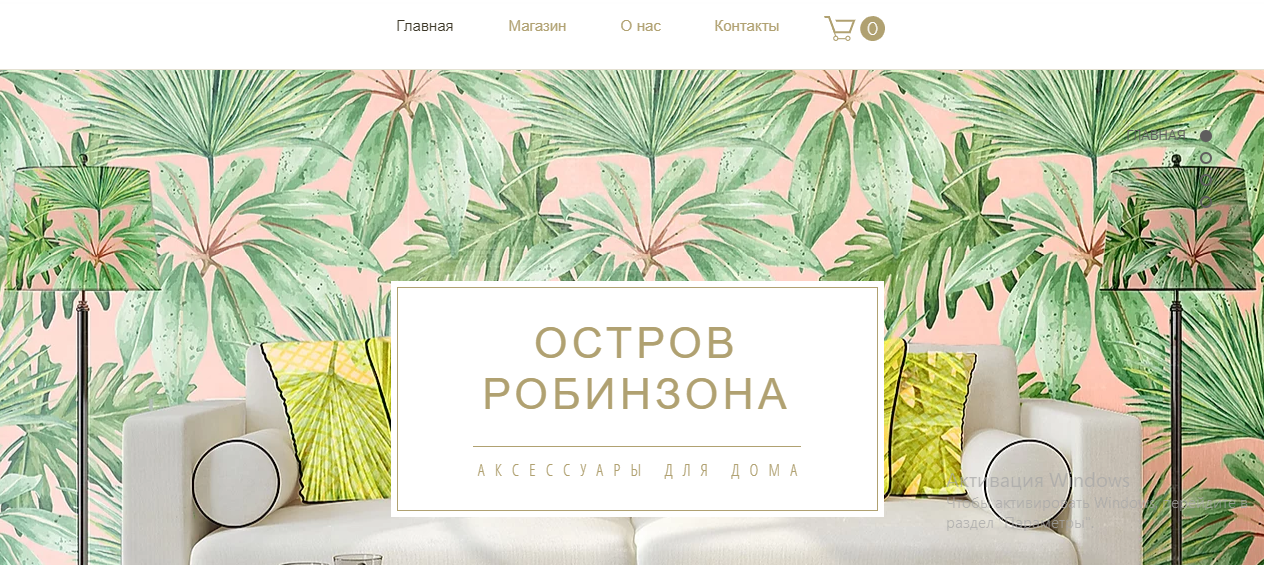 Главная
Магазин
О нас
Контакты
0
ГЛАВНАЯ
ОСТРОВ
РОБИНЗОНА
АКСЕССУАРЫ ДЛЯ ДОМА
Активация Windows
Чтобы активировать Windows, перейдите в
раздел "Параметры".